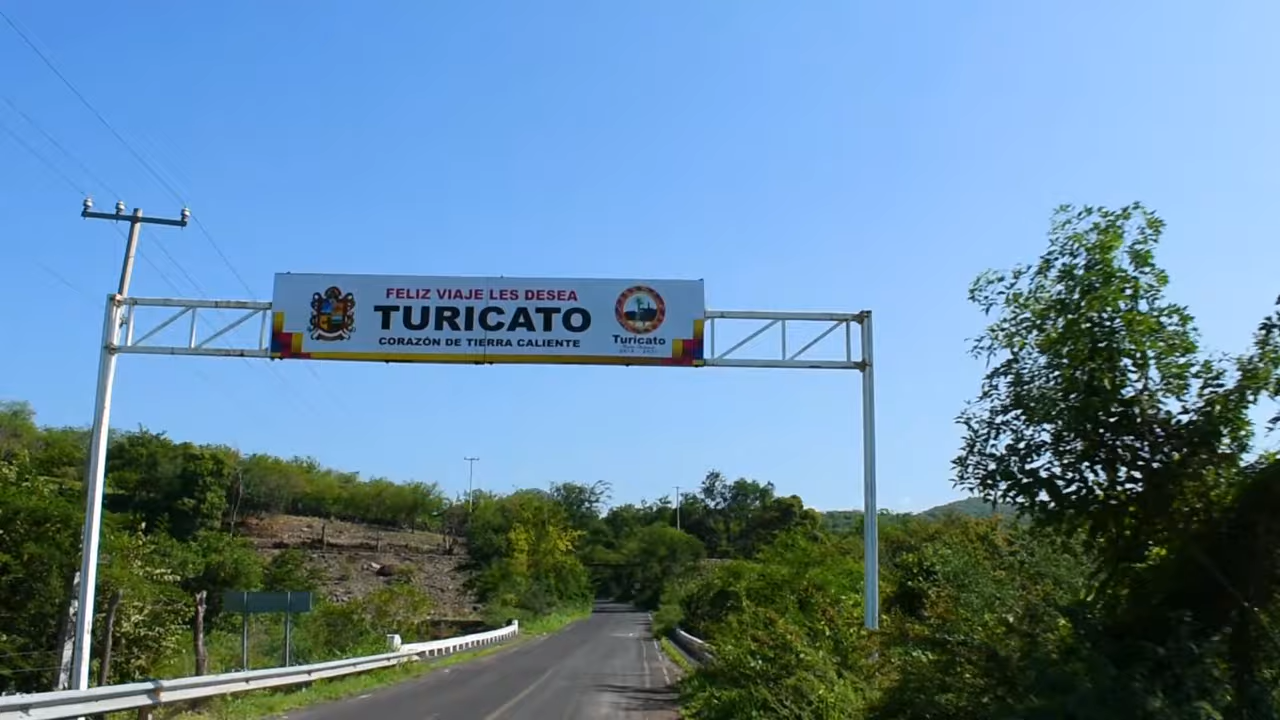 FELIZ VIAJE LES DESEA
TURICATO
CORAZÓN DE TIERRA CALIENTE
Turicato